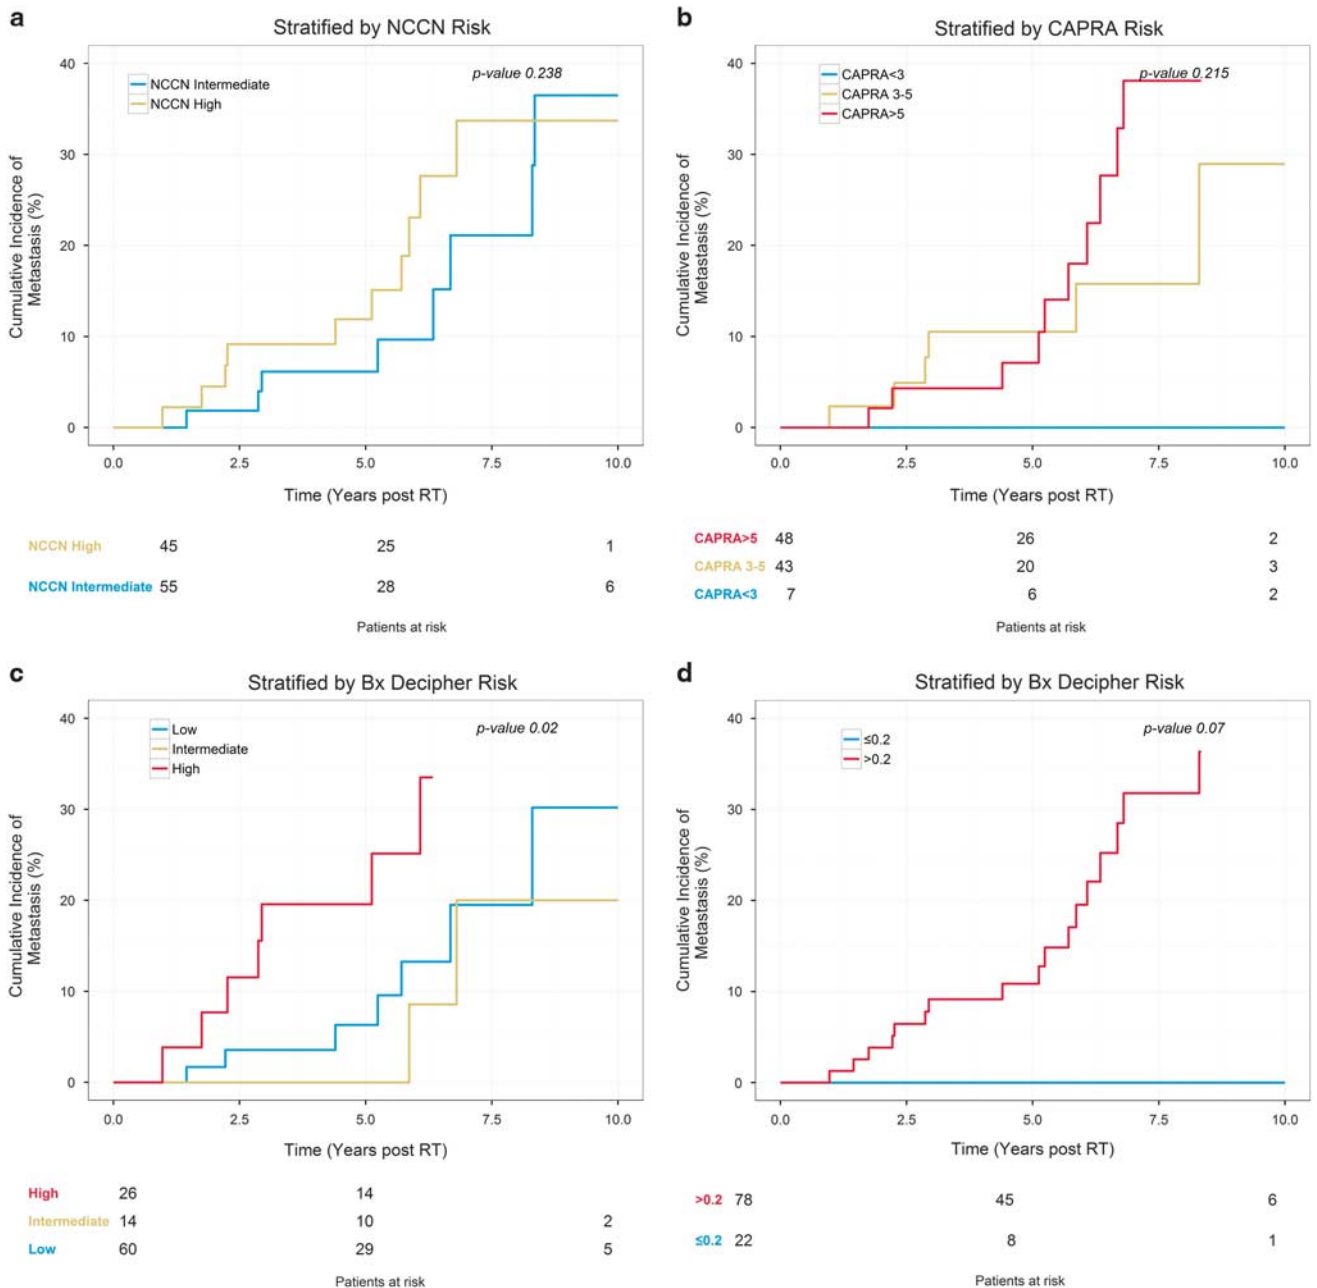 a
Stratified by NCCN Risk
p-value 0.238
NCCN Intermediate
NCCN High
Cumulative Incidence of
Metastasis (%)
40
30
20
10
0
0.0 2.5 5.0 7.5 10.0
Time (Years post RT)
NCCN High 45 25 1
NCCN Intermediate 55 28 6
Patients at risk
b
Stratified by CAPRA Risk
p-value 0.215
CAPRA<3
CAPRA 3-5
CAPRA>5
Cumulative Incidence of
Metastasis (%)
40
30
20
10
0
0.0 2.5 5.0 7.5 10.0
Time (Years post RT)
CAPRA>5 48 26 2
CAPRA 3-5 43 20 3
CAPRA<3 7 6 2
Patients at risk
c
Stratified by Bx Decipher Risk
p-value 0.02
Low
Intermediate
High
Cumulative Incidence of
Metastasis (%)
40
30
20
10
0
0.0 2.5 5.0 7.5 10.0
Time (Years post RT)
High 26 14
Intermediate 14 10 2
Low 60 29 5
Patients at risk
d
Stratified by Bx Decipher Risk
p-value 0.07
≤0.2
>0.2
Cumulative Incidence of
Metastasis (%)
40
30
20
10
0
0.0 2.5 5.0 7.5 10.0
Time (Years post RT)
>0.2 78 45 6
≤0.2 22 8 1
Patients at risk